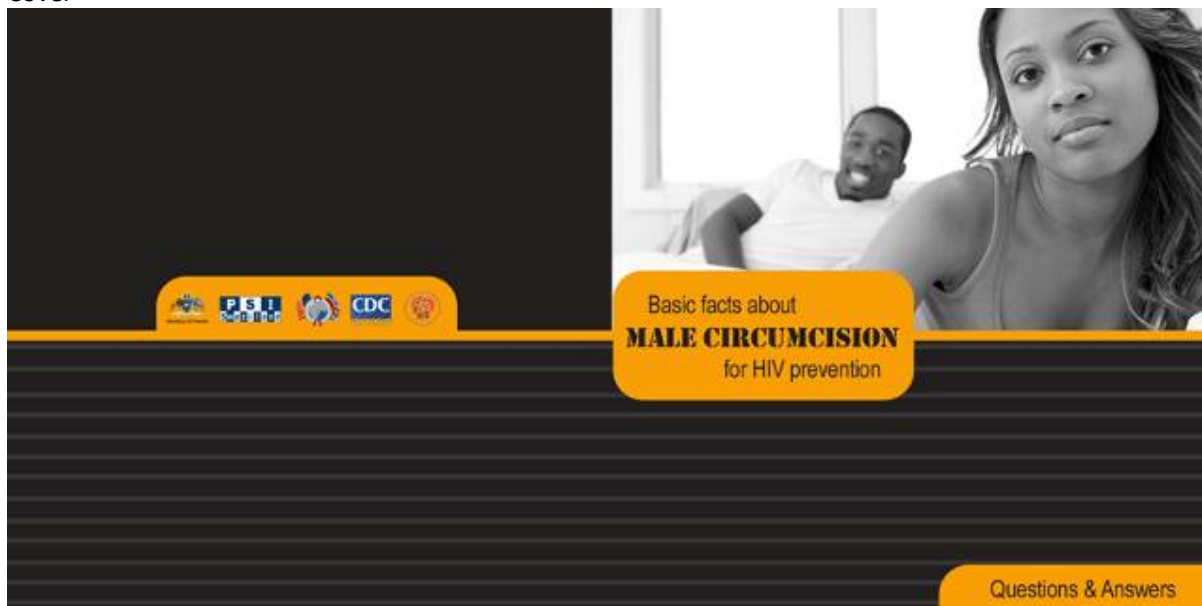 PSI
CDC
Basic facts about
MALE CIRCUMCISION
for HIV prevention
Questions & Answers